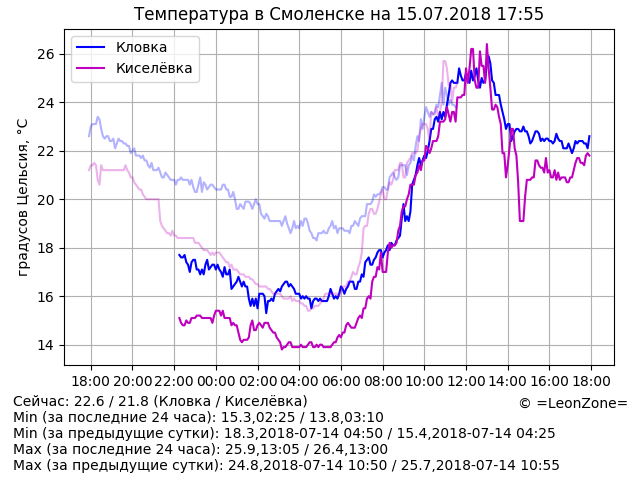 Температура в Смоленске на 15.07.2018 17:55
Кловка
Киселёвка
градусов Цельсия, °C
26
24
22
20
18
16
14
18:00 20:00 22:00 00:00 02:00 04:00 06:00 08:00 10:00 12:00 14:00 16:00 18:00
Сейчас: 22.6 / 21.8 (Кловка / Киселёвка)
© =LeonZone=
Min (за последние 24 часа): 15.3,02:25 / 13.8,03:10
Min (за предыдущие сутки): 18.3,2018-07-14 04:50 / 15.4,2018-07-14 04:25
Max (за последние 24 часа): 25.9,13:05 / 26.4,13:00
Max (за предыдущие сутки): 24.8,2018-07-14 10:50 / 25.7,2018-07-14 10:55